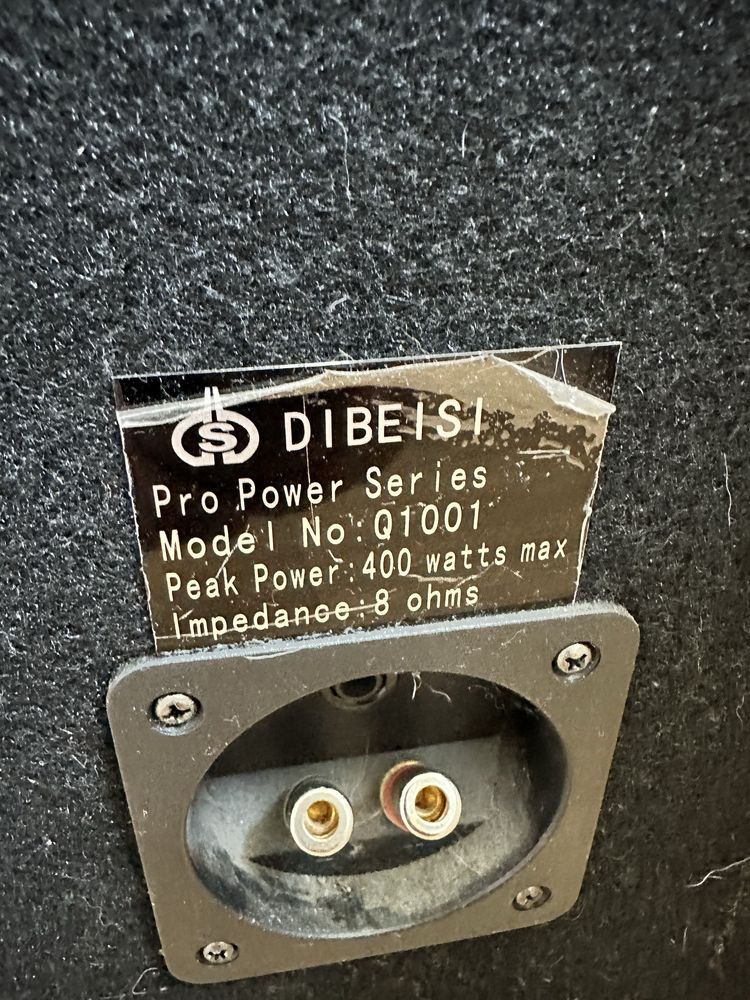 DIBEISI
Pro Power Series
Model No:Q1001
Peak Power:400 watts max
Impedance:8 ohms